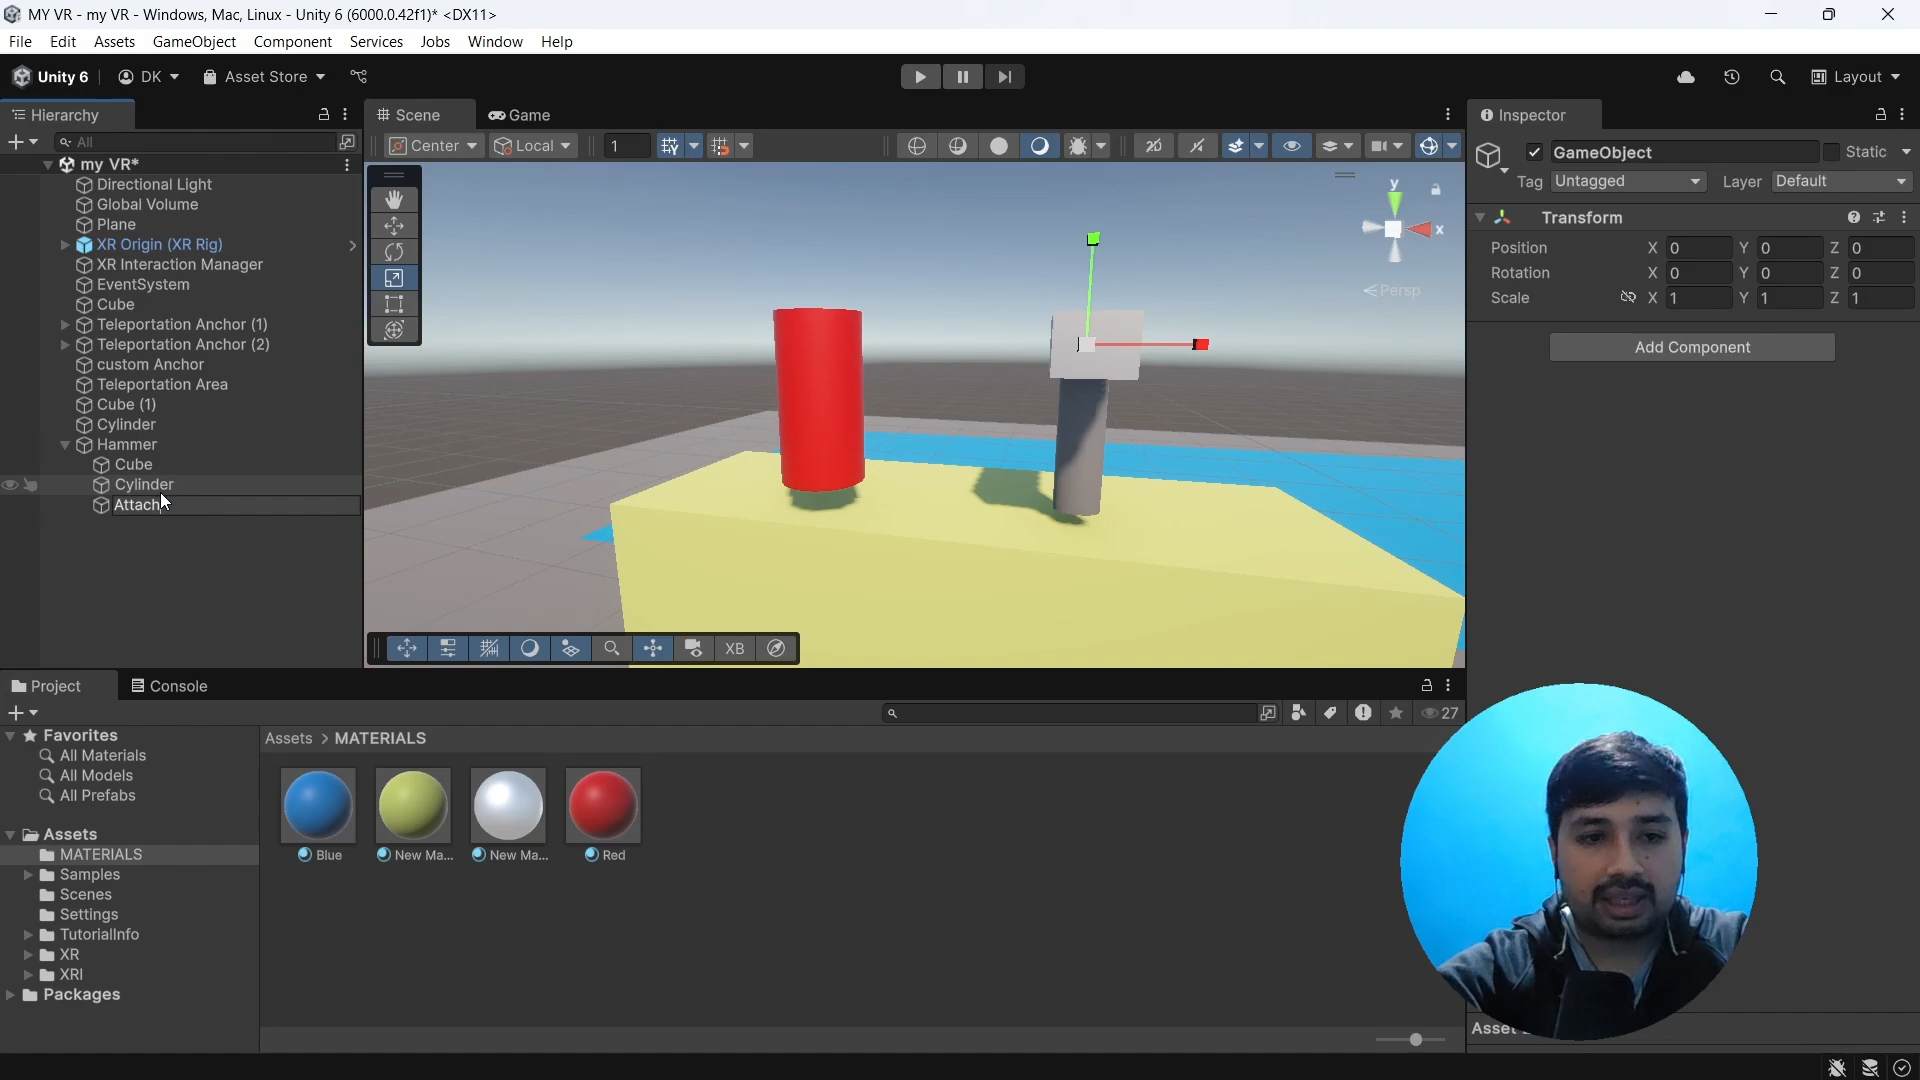 MY VR - my VR - Windows, Mac, Linux - Unity 6 (6000.0.42f1)* <DX11>
File Edit Assets GameObject Component Services Jobs Window Help
Unity 6 DK Asset Store Layout
Hierarchy
All
my VR*
Directional Light
Global Volume
Plane
XR Origin (XR Rig)
XR Interaction Manager
EventSystem
Cube
Teleportation Anchor (1)
Teleportation Anchor (2)
custom Anchor
Teleportation Area
Cube (1)
Cylinder
Hammer
Cube
Cylinder
Attach
Scene Game
Center Local 1 2D
y
x
Persp
XB
Inspector
GameObject Static
Tag Untagged Layer Default
Transform
Position X 0 Y 0 Z 0
Rotation X 0 Y 0 Z 0
Scale X 1 Y 1 Z 1
Add Component
Project Console
27
Favorites
All Materials
All Models
All Prefabs
Assets
MATERIALS
Samples
Scenes
Settings
TutorialInfo
XR
XRI
Packages
Assets > MATERIALS
Blue New Ma... New Ma... Red